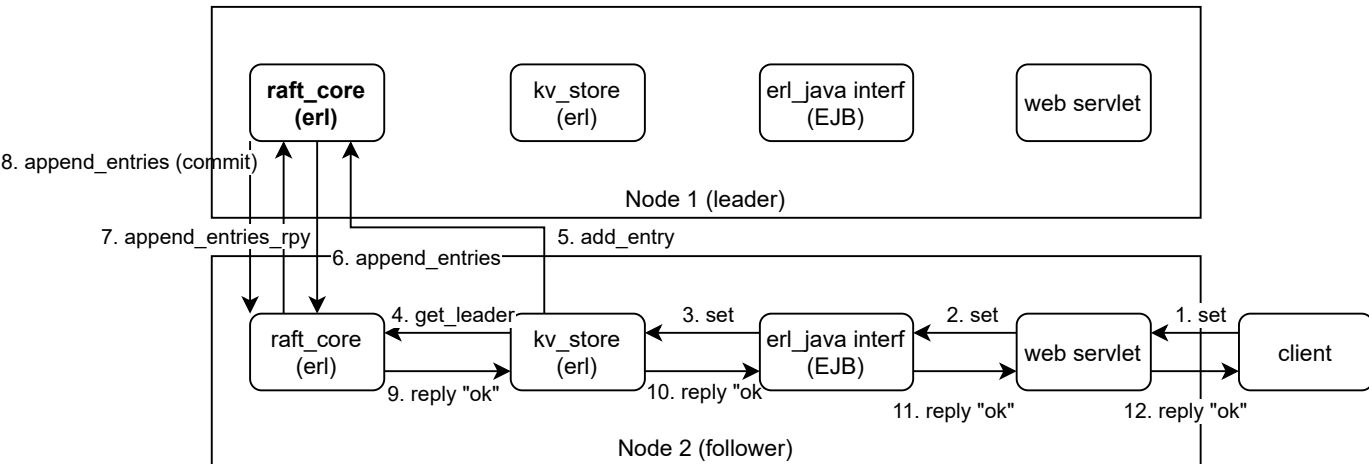 raft_core
(erl)
kv_store
(erl)
erl_java interf
(EJB)
web servlet
8. append_entries (commit)
Node 1 (leader)
7. append_entries_rpy
5. add_entry
6. append_entries
4. get_leader
3. set
2. set
1. set
raft_core
(erl)
kv_store
(erl)
erl_java interf
(EJB)
web servlet
client
9. reply "ok"
10. reply "ok
11. reply "ok"
12. reply "ok"
Node 2 (follower)